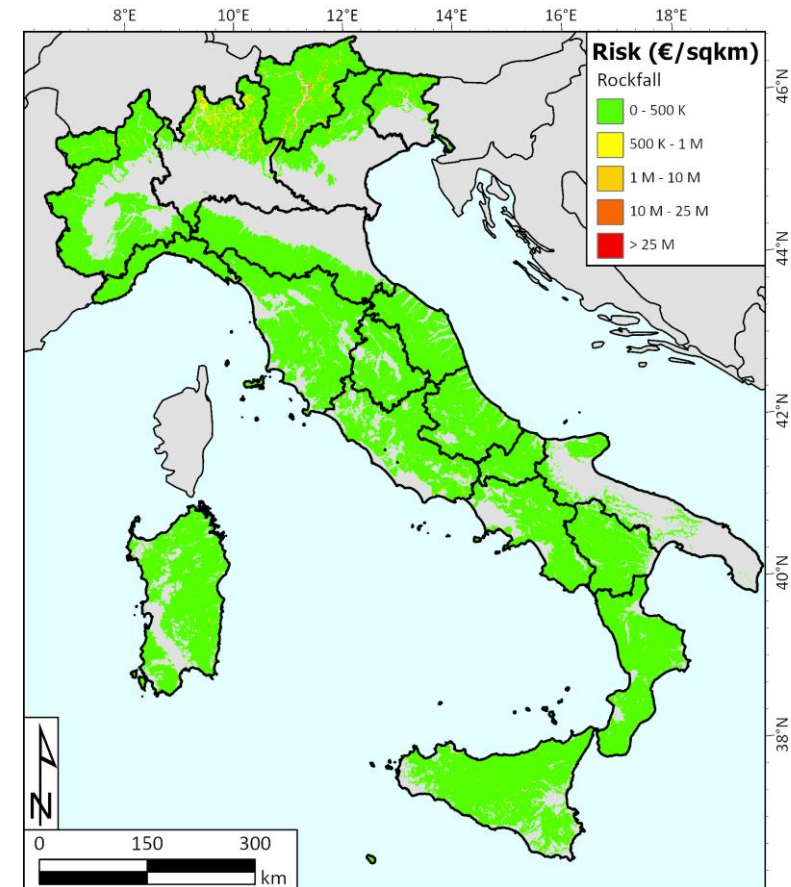 8°E 10°E 12°E 14°E 16°E 18°E
Risk (€/sqkm)
Rockfall
0 - 500 K
500 K - 1 M
1 M - 10 M
10 M - 25 M
> 25 M
46°N
44°N
42°N
40°N
38°N
N
0 150 300
km